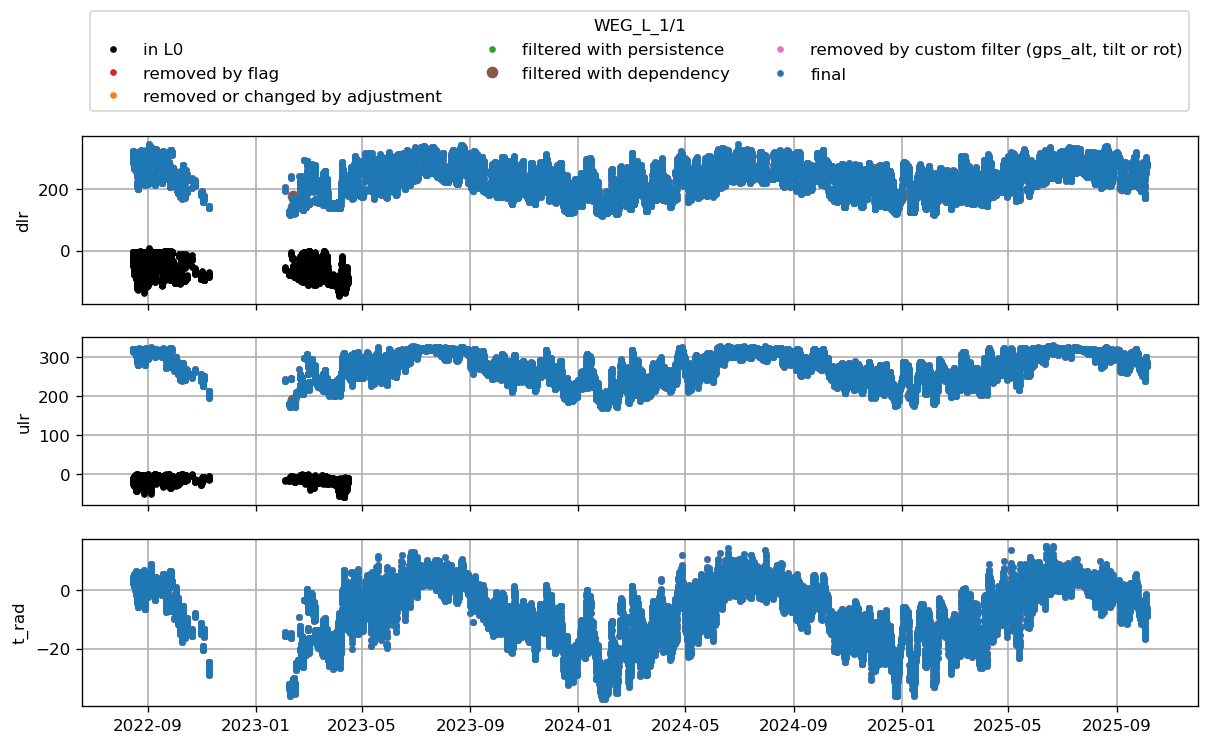 WEG_L_1/1
in L0
removed by flag
removed or changed by adjustment
filtered with persistence
filtered with dependency
removed by custom filter (gps_alt, tilt or rot)
final
200
0
dlr
300
200
100
0
ulr
0
−20
t_rad
2022-09 2023-01 2023-05 2023-09 2024-01 2024-05 2024-09 2025-01 2025-05 2025-09